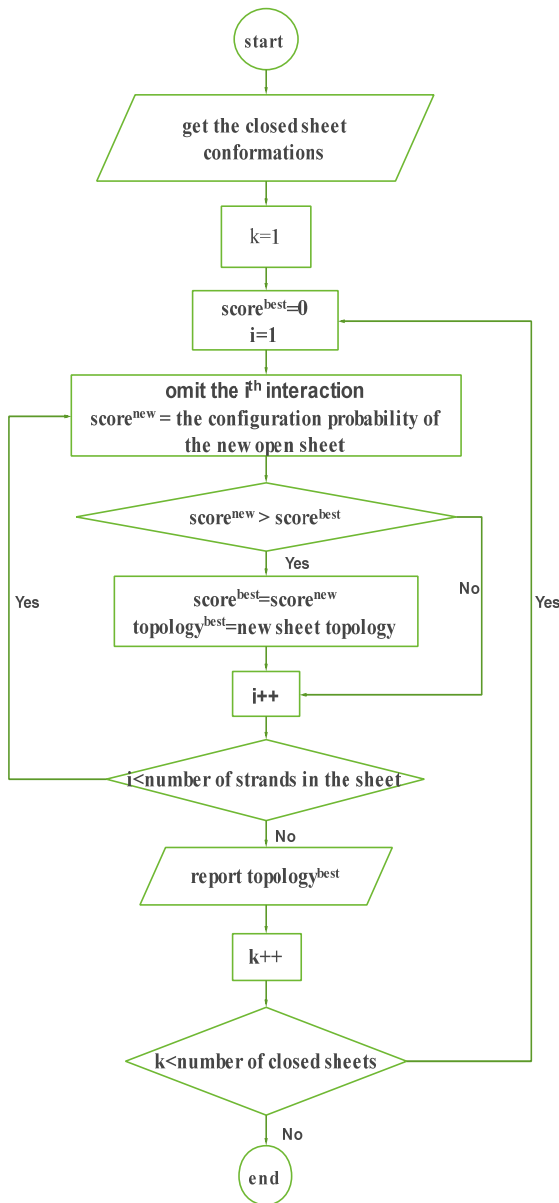 start
get the closed sheet
conformations
k=1
score^best=0
i=1
omit the i^th interaction
score^new = the configuration probability of
the new open sheet
score^new > score^best
Yes
No
Yes
Yes
score^best=score^new
topology^best=new sheet topology
i++
i<number of strands in the sheet
No
report topology^best
k++
k<number of closed sheets
No
end